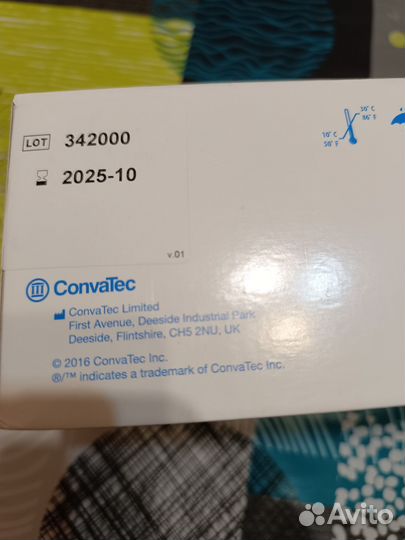 LOT 342000
2025-10
30° C
86° F
10° C
50° F
v.01
ConvaTec
ConvaTec Limited
First Avenue, Deeside Industrial Park
Deeside, Flintshire, CH5 2NU, UK
© 2016 ConvaTec Inc.
®/™ indicates a trademark of ConvaTec Inc.
Avito